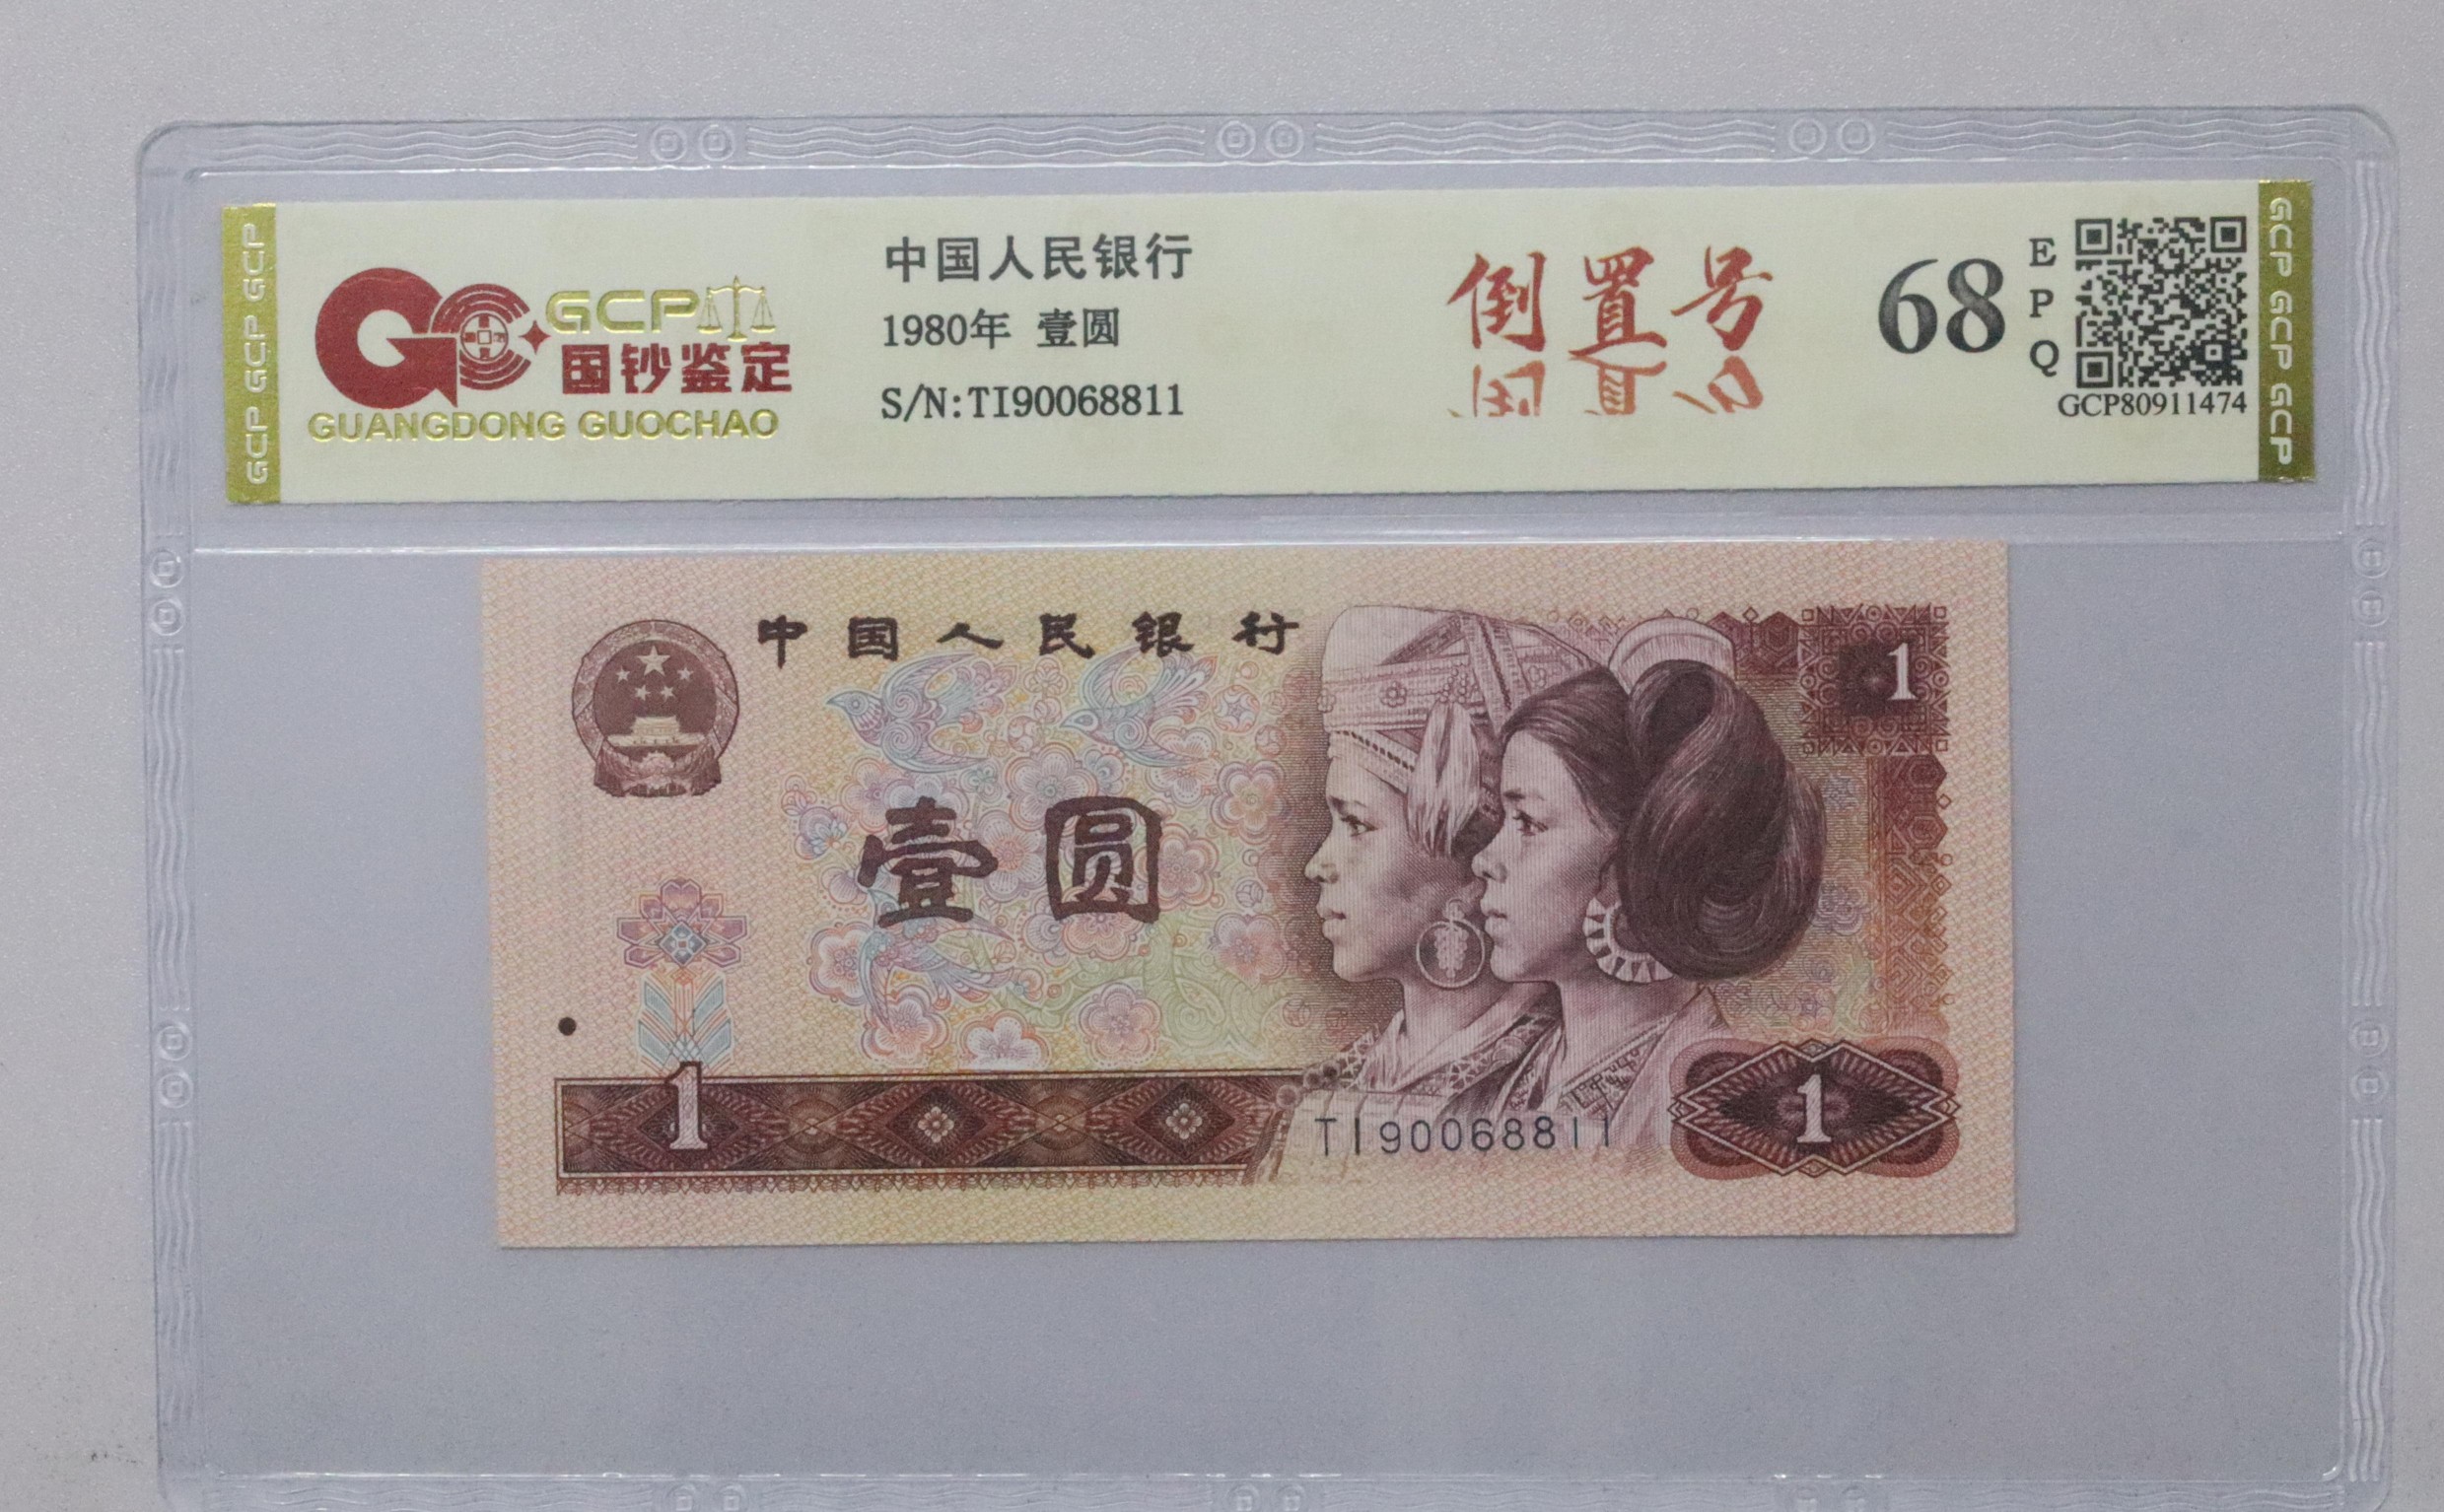 GCP GCP GCP
GCP
国钞鉴定
GUANGDONG GUOCHAO
中国人民银行
1980年 壹圆
S/N:TI90068811
倒置号
68
E
P
Q
GCP80911474
GCP GCP GCP
中国人民银行
1
壹圆
1
TI90068811
1